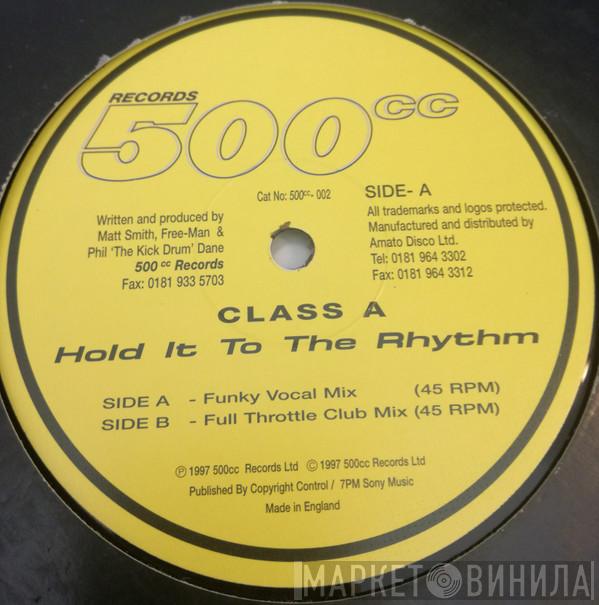 RECORDS
500cc
Cat No: 500cc- 002
SIDE- A
Written and produced by
Matt Smith, Free-Man &
Phil 'The Kick Drum' Dane
500 cc Records
Fax: 0181 933 5703
All trademarks and logos protected.
Manufactured and distributed by
Amato Disco Ltd.
Tel: 0181 964 3302
Fax: 0181 964 3312
CLASS A
Hold It To The Rhythm
SIDE A - Funky Vocal Mix (45 RPM)
SIDE B - Full Throttle Club Mix (45 RPM)
℗ 1997 500cc Records Ltd © 1997 500cc Records Ltd
Published By Copyright Control / 7PM Sony Music
Made in England
МАРКЕТ ВИНИЛА